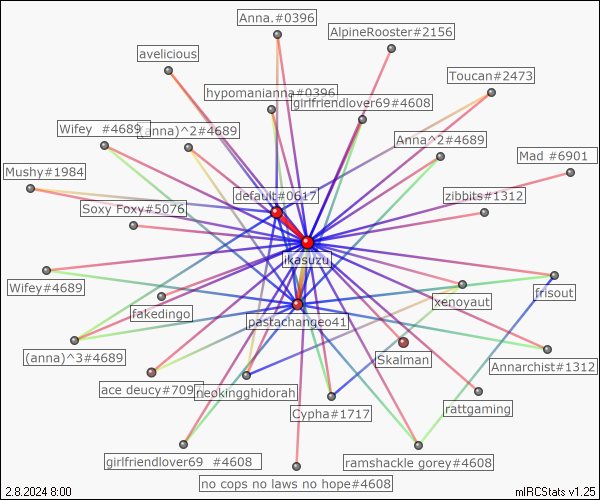 Anna.#0396
AlpineRooster#2156
avelicious
Toucan#2473
hypomanianna#0396
girlfriendlover69#4608
Wifey #4689
(anna)^2#4689
Anna^2#4689
Mad #6901
Mushy#1984
default#0617
zibbits#1312
Soxy Foxy#5076
ikasuzu
Wifey#4689
frisout
xenoyaut
fakedingo
pastachange041
(anna)^3#4689
Skalman
Annarchist#1312
ace deucy#709
neokingghidorah
rattgaming
Cypha#1717
girlfriendlover69 #4608
ramshackle gorey#4608
no cops no laws no hope#4608
2.8.2024 8:00
mIRCStats v1.25